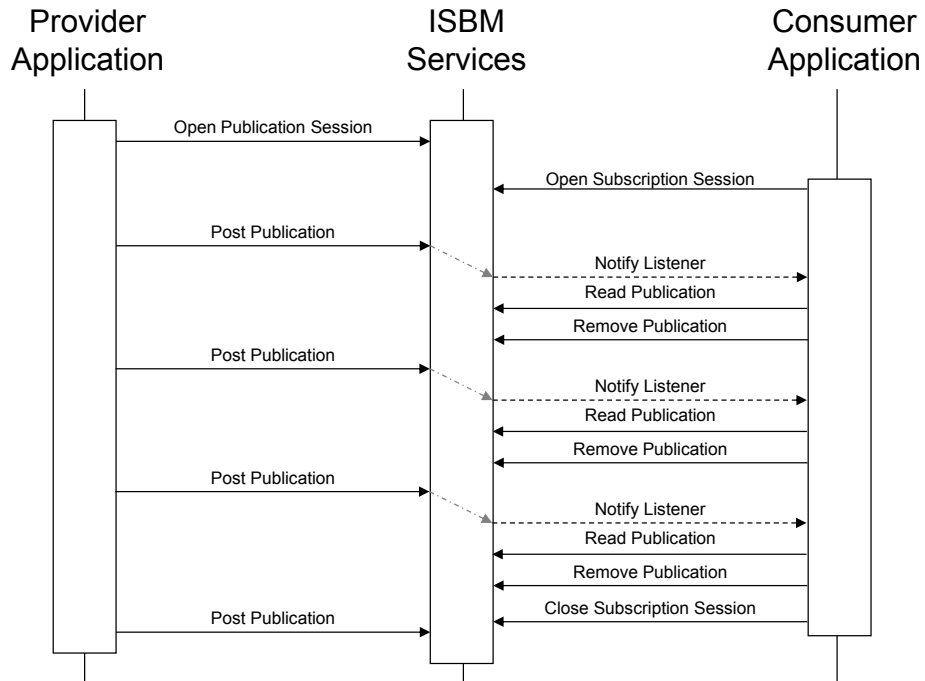 Provider
Application
ISBM
Services
Consumer
Application
Open Publication Session
Open Subscription Session
Post Publication
Notify Listener
Read Publication
Remove Publication
Post Publication
Notify Listener
Read Publication
Remove Publication
Post Publication
Notify Listener
Read Publication
Remove Publication
Close Subscription Session
Post Publication